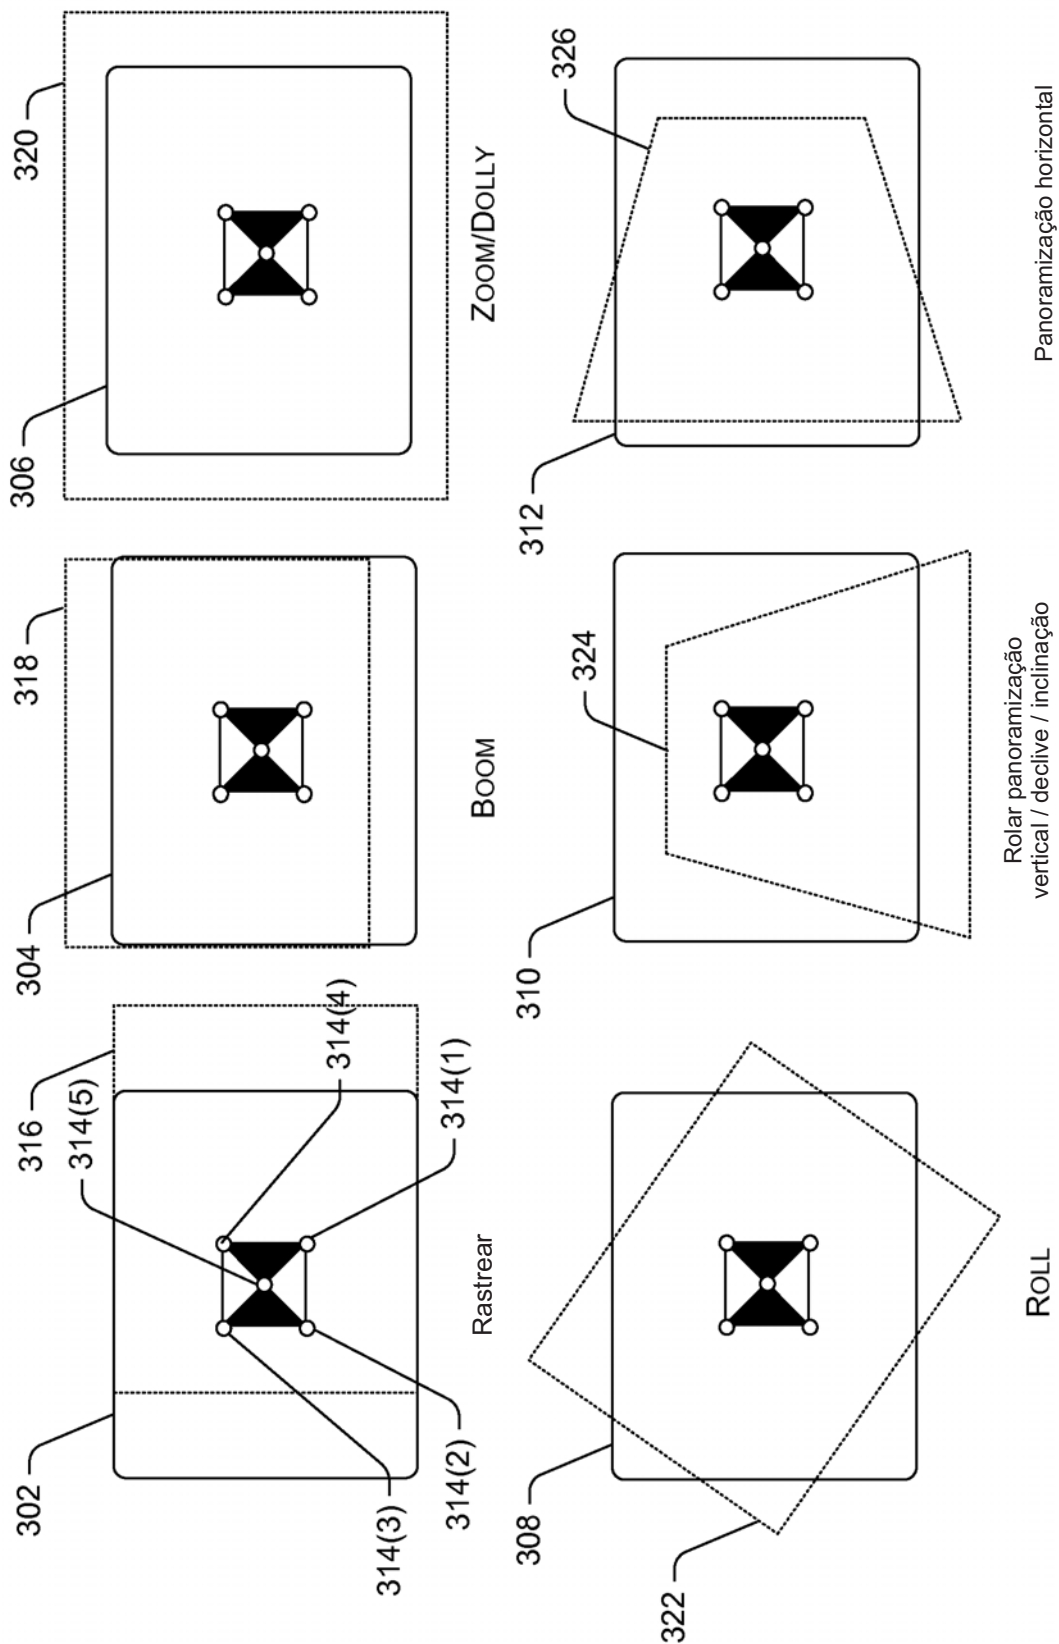 302
316
314(5)
314(4)
314(1)
314(2)
314(3)
Rastrear
304
318
BOOM
306
320
ZOOM/DOLLY
308
322
ROLL
310
324
Rolar panoramização
vertical / declive / inclinação
312
326
Panoramização horizontal